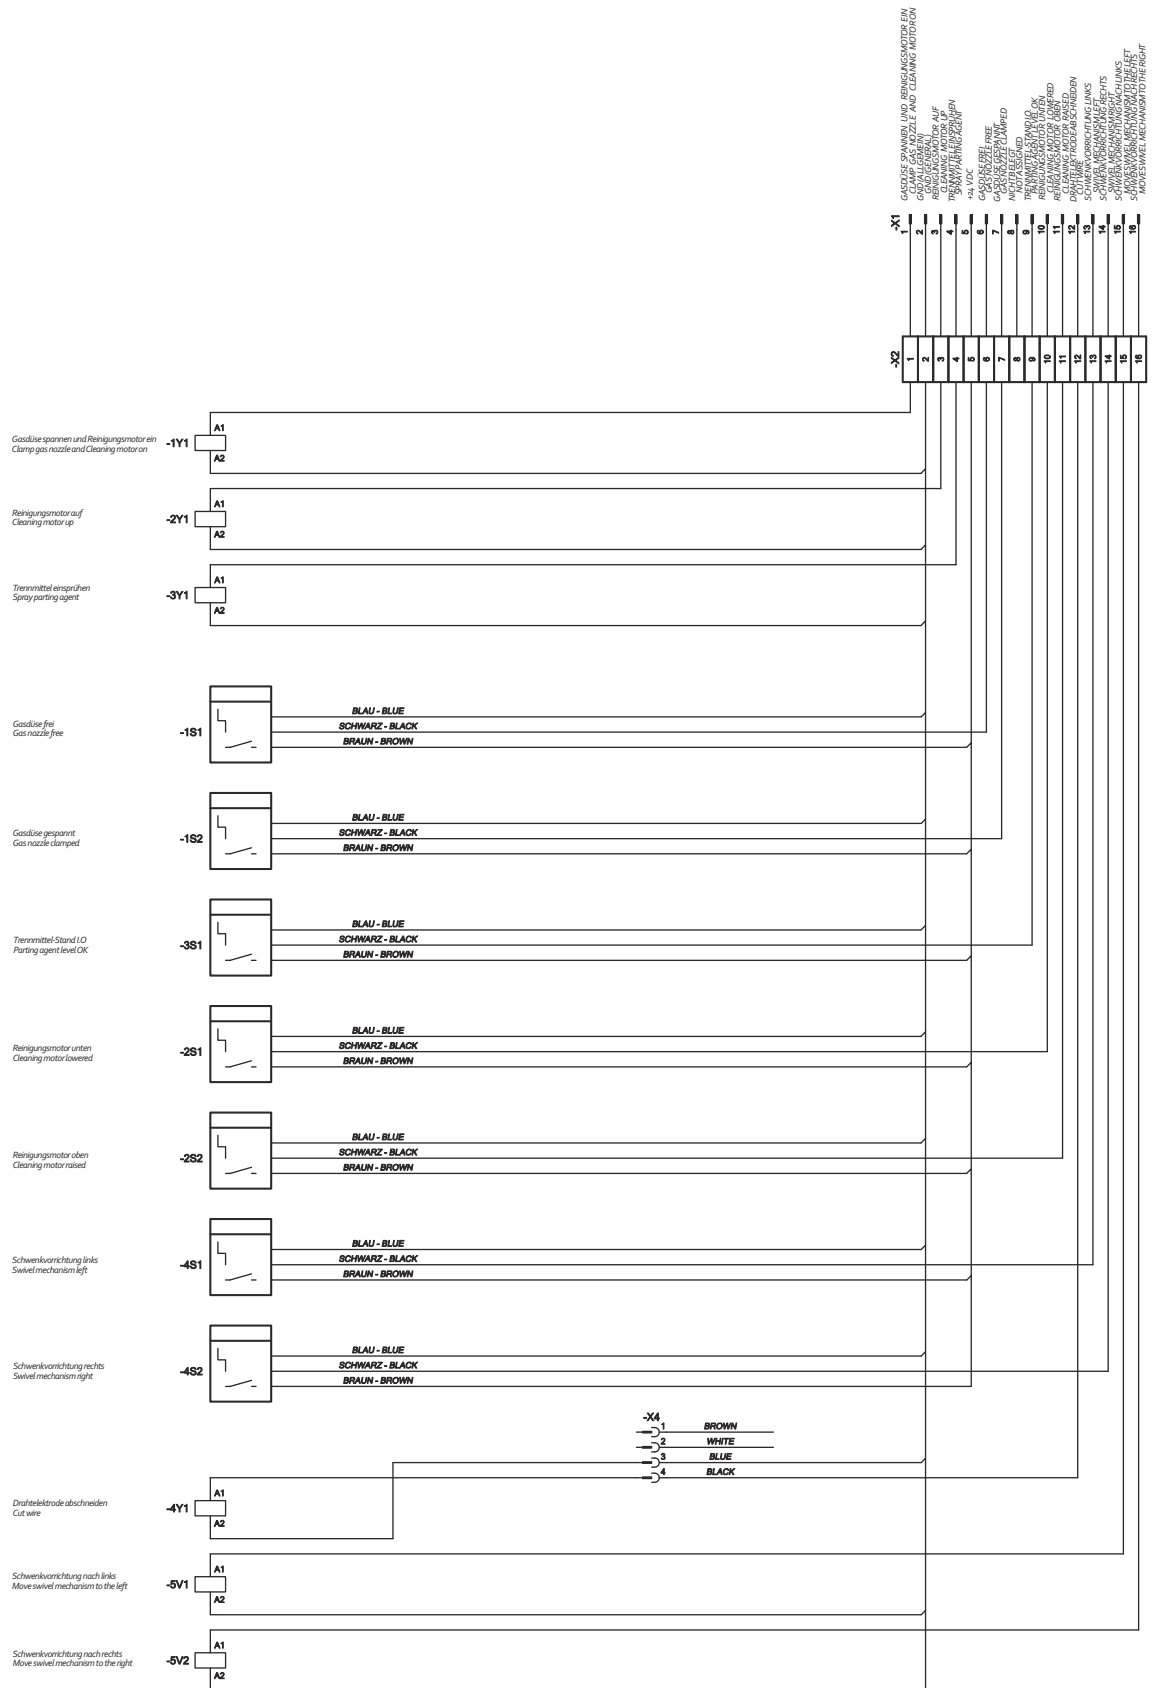 GASDÜSE SPANNEN UND REINIGUNGSMOTOR EIN
CLAMP GAS NOZZLE AND CLEANING MOTOR ON
GND (ALLGEMEIN)
GND (GENERAL)
REINIGUNGSMOTOR AUF
CLEANING MOTOR UP
TRENNMITTEL EINSPRÜHEN
SPRAY PARTING AGENT
+24 VDC
GASDÜSE FREI
GAS NOZZLE FREE
GASDÜSE GESPANNT
GAS NOZZLE CLAMPED
NICHT BELEGT
NOT ASSIGNED
TRENNMITTEL-STAND I.O
PARTING AGENT LEVEL OK
REINIGUNGSMOTOR UNTEN
CLEANING MOTOR LOWERED
REINIGUNGSMOTOR OBEN
CLEANING MOTOR RAISED
DRAHTELEKTRODE ABSCHNEIDEN
CUT WIRE
SCHWENKVORRICHTUNG LINKS
SWIVEL MECHANISM LEFT
SCHWENKVORRICHTUNG RECHTS
SWIVEL MECHANISM RIGHT
SCHWENKVORRICHTUNG NACH LINKS
MOVE SWIVEL MECHANISM TO THE LEFT
SCHWENKVORRICHTUNG NACH RECHTS
MOVE SWIVEL MECHANISM TO THE RIGHT
-X1
1 2 3 4 5 6 7 8 9 10 11 12 13 14 15 16
-X2
1 2 3 4 5 6 7 8 9 10 11 12 13 14 15 16
Gasdüse spannen und Reinigungsmotor ein
Clamp gas nozzle and Cleaning motor on
-1Y1
A1
A2
Reinigungsmotor auf
Cleaning motor up
-2Y1
A1
A2
Trennmittel einsprühen
Spray parting agent
-3Y1
A1
A2
Gasdüse frei
Gas nozzle free
-1S1
BLAU - BLUE
SCHWARZ - BLACK
BRAUN - BROWN
Gasdüse gespannt
Gas nozzle clamped
-1S2
BLAU - BLUE
SCHWARZ - BLACK
BRAUN - BROWN
Trennmittel-Stand I.O
Parting agent level OK
-3S1
BLAU - BLUE
SCHWARZ - BLACK
BRAUN - BROWN
Reinigungsmotor unten
Cleaning motor lowered
-2S1
BLAU - BLUE
SCHWARZ - BLACK
BRAUN - BROWN
Reinigungsmotor oben
Cleaning motor raised
-2S2
BLAU - BLUE
SCHWARZ - BLACK
BRAUN - BROWN
Schwenkvorrichtung links
Swivel mechanism left
-4S1
BLAU - BLUE
SCHWARZ - BLACK
BRAUN - BROWN
Schwenkvorrichtung rechts
Swivel mechanism right
-4S2
BLAU - BLUE
SCHWARZ - BLACK
BRAUN - BROWN
-X4
1 BROWN
2 WHITE
3 BLUE
4 BLACK
Drahtelektrode abschneiden
Cut wire
-4Y1
A1
A2
Schwenkvorrichtung nach links
Move swivel mechanism to the left
-5V1
A1
A2
Schwenkvorrichtung nach rechts
Move swivel mechanism to the right
-5V2
A1
A2